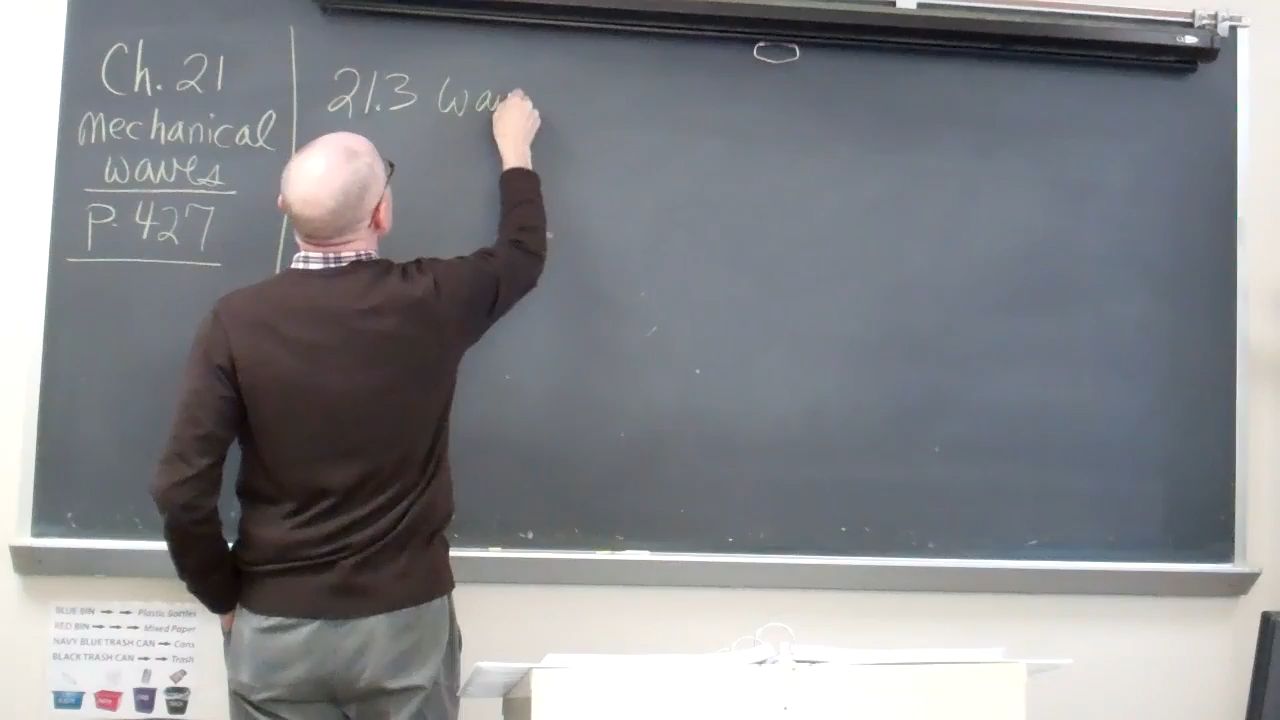 Ch. 21
mechanical
waves
P. 427
21.3 wav
BLUE BIN → → Plastic Bottles
RED BIN → → → Mixed Paper
NAVY BLUE TRASH CAN → Cans
BLACK TRASH CAN → → Trash